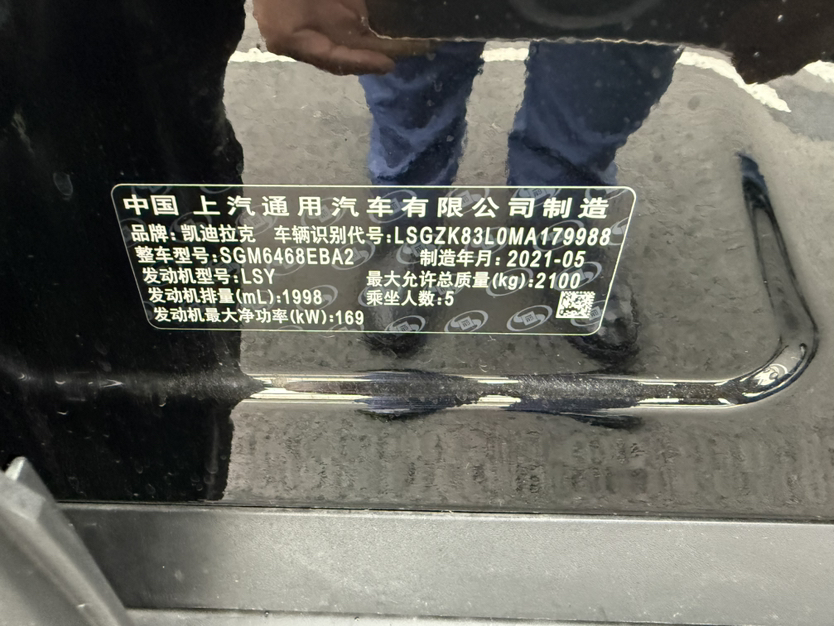 中国 上汽通用汽车有限公司制造
品牌:凯迪拉克 车辆识别代号:LSGZK83L0MA179988
整车型号:SGM6468EBA2 制造年月:2021-05
发动机型号:LSY 最大允许总质量(kg):2100
发动机排量(mL):1998 乘坐人数:5
发动机最大净功率(kW):169